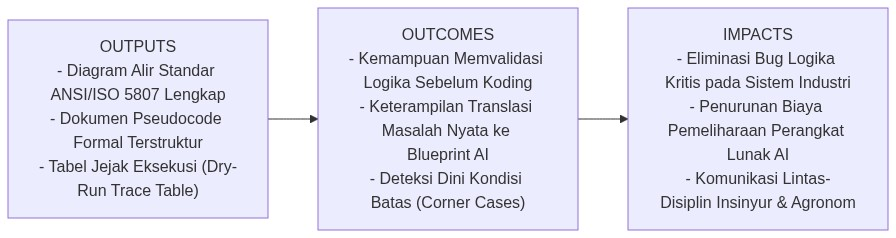 OUTPUTS
- Diagram Alir Standar
ANSI/ISO 5807 Lengkap
- Dokumen Pseudocode
Formal Terstruktur
- Tabel Jejak Eksekusi (Dry-
Run Trace Table)
OUTCOMES
- Kemampuan Memvalidasi
Logika Sebelum Koding
- Keterampilan Translasi
Masalah Nyata ke
Blueprint AI
- Deteksi Dini Kondisi
Batas (Corner Cases)
IMPACTS
- Eliminasi Bug Logika
Kritis pada Sistem Industri
- Penurunan Biaya
Pemeliharaan Perangkat
Lunak AI
- Komunikasi Lintas-
Disiplin Insinyur & Agronom